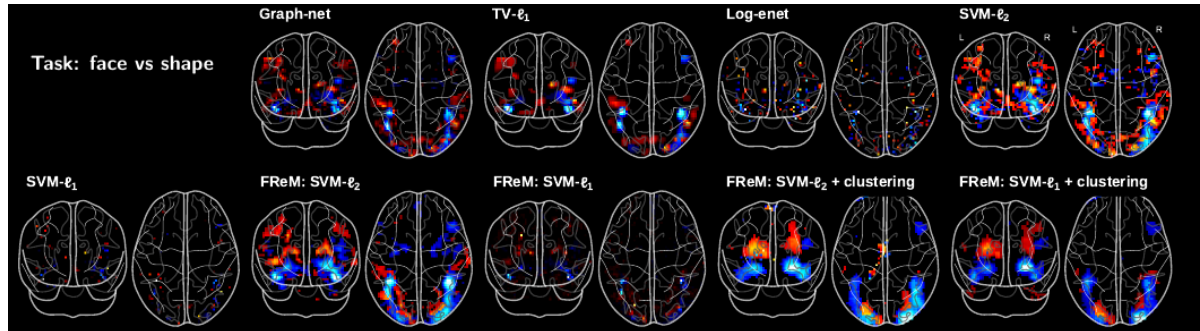 Graph-net
TV-ℓ₁
Log-enet
SVM-ℓ₂
Task: face vs shape
L
R
L
R
SVM-ℓ₁
FReM: SVM-ℓ₂
FReM: SVM-ℓ₁
FReM: SVM-ℓ₂ + clustering
FReM: SVM-ℓ₁ + clustering